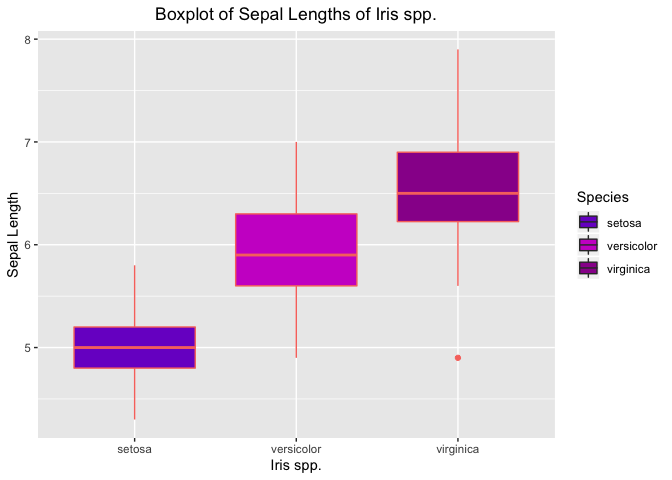 Boxplot of Sepal Lengths of Iris spp.
8
7
6
5
Sepal Length
setosa
versicolor
virginica
Iris spp.
Species
setosa
versicolor
virginica